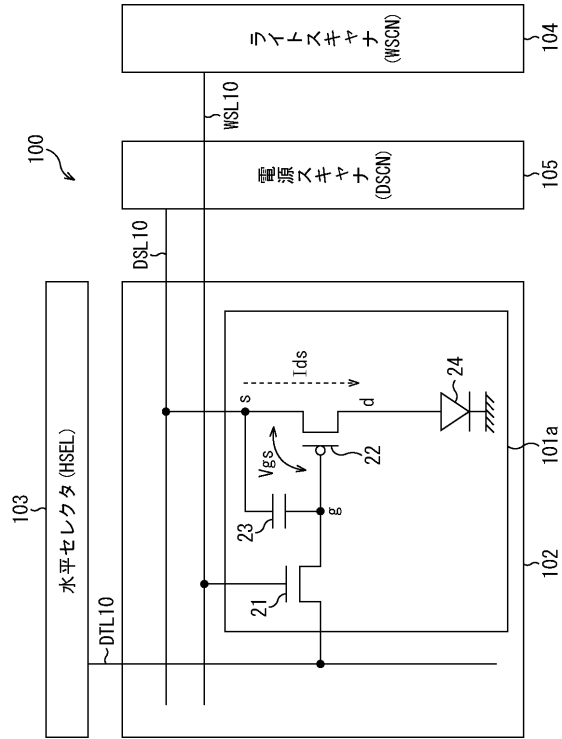 100
103
水平セレクタ(HSEL)
DTL10
DSL10
WSL10
ライトスキャナ
(WSCN)
104
電源スキャナ
(DSCN)
105
s
Ids
Vgs
d
23
g
22
24
21
101a
102